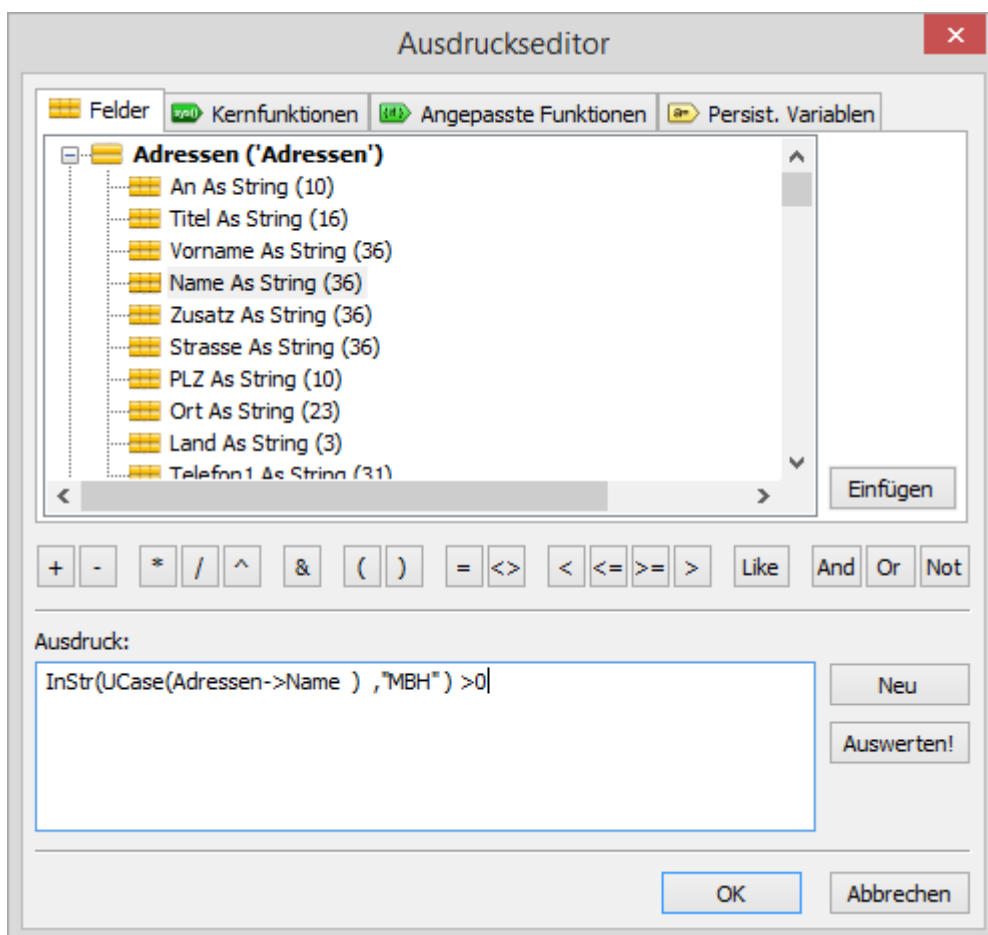 Ausdruckseditor
Felder Kernfunktionen Angepasste Funktionen Persist. Variablen
Adressen ('Adressen')
An As String (10)
Titel As String (16)
Vorname As String (36)
Name As String (36)
Zusatz As String (36)
Strasse As String (36)
PLZ As String (10)
Ort As String (23)
Land As String (3)
Telefon1 As String (31)
Einfügen
+ - * / ^ & ( ) = <> < <= >= > Like And Or Not
Ausdruck:
InStr(UCase(Adressen->Name ) ,"MBH") >0
Neu
Auswerten!
OK Abbrechen